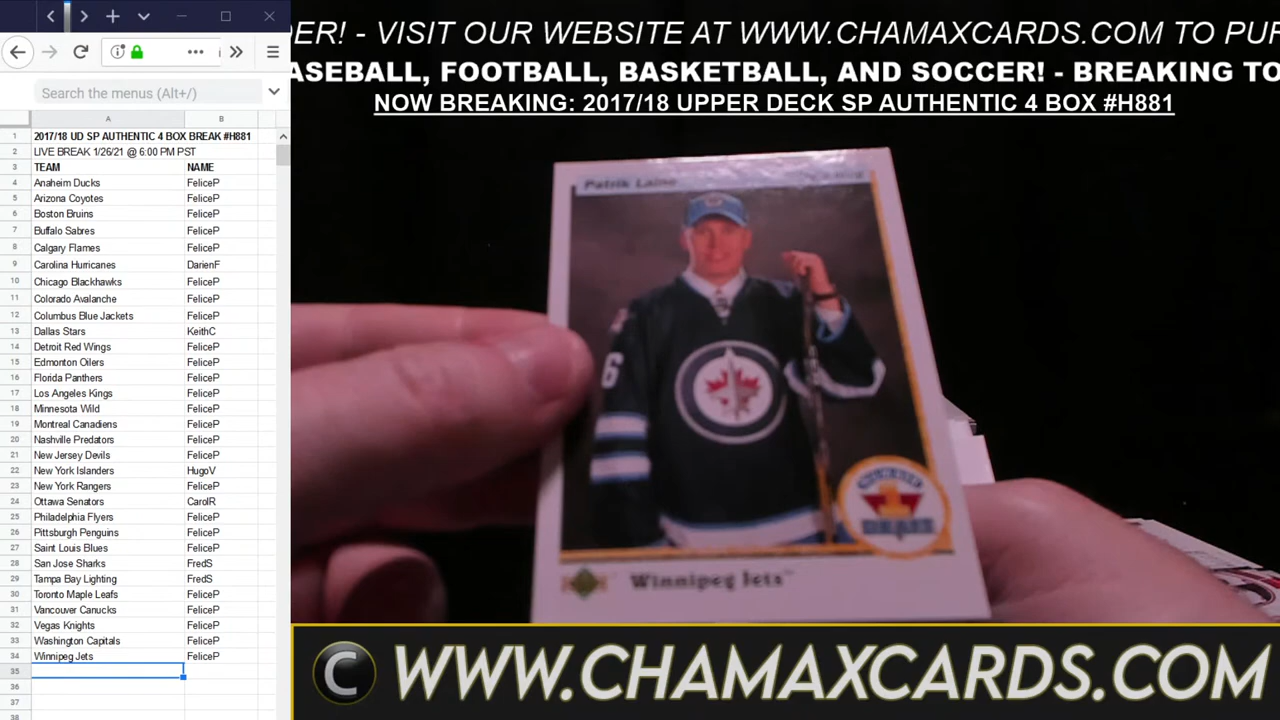 DER! - VISIT OUR WEBSITE AT WWW.CHAMAXCARDS.COM TO PUR
ASEBALL, FOOTBALL, BASKETBALL, AND SOCCER! - BREAKING TO
NOW BREAKING: 2017/18 UPPER DECK SP AUTHENTIC 4 BOX #H881
Search the menus (Alt+/)
A B
1 2017/18 UD SP AUTHENTIC 4 BOX BREAK #H881
2 LIVE BREAK 1/26/21 @ 6:00 PM PST
3 TEAM NAME
4 Anaheim Ducks FeliceP
5 Arizona Coyotes FeliceP
6 Boston Bruins FeliceP
7 Buffalo Sabres FeliceP
8 Calgary Flames FeliceP
9 Carolina Hurricanes DarienF
10 Chicago Blackhawks FeliceP
11 Colorado Avalanche FeliceP
12 Columbus Blue Jackets FeliceP
13 Dallas Stars KeithC
14 Detroit Red Wings FeliceP
15 Edmonton Oilers FeliceP
16 Florida Panthers FeliceP
17 Los Angeles Kings FeliceP
18 Minnesota Wild FeliceP
19 Montreal Canadiens FeliceP
20 Nashville Predators FeliceP
21 New Jersey Devils FeliceP
22 New York Islanders HugoV
23 New York Rangers FeliceP
24 Ottawa Senators CarolR
25 Philadelphia Flyers FeliceP
26 Pittsburgh Penguins FeliceP
27 Saint Louis Blues FeliceP
28 San Jose Sharks FredS
29 Tampa Bay Lighting FredS
30 Toronto Maple Leafs FeliceP
31 Vancouver Canucks FeliceP
32 Vegas Knights FeliceP
33 Washington Capitals FeliceP
34 Winnipeg Jets FeliceP
35
36
37
38
Patrik Laine
6
1
DRAFT
Winnipeg Jets™
C WWW.CHAMAXCARDS.COM